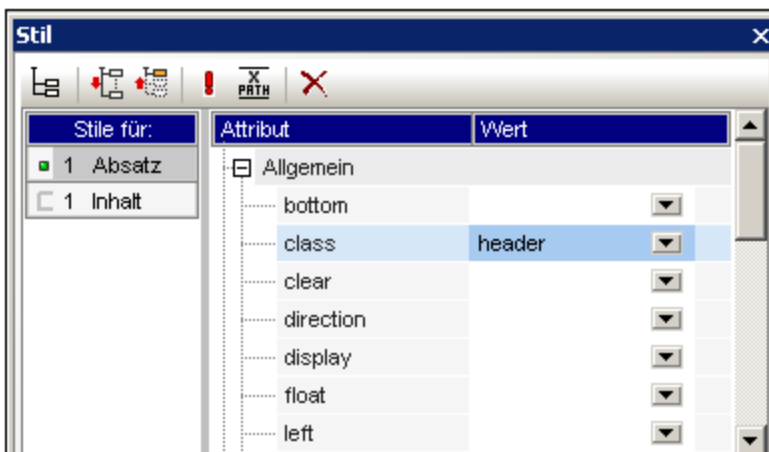 Stil
X
PATH
Stile für:
Attribut Wert
1 Absatz
Allgemein
1 Inhalt
bottom
class header
clear
direction
display
float
left